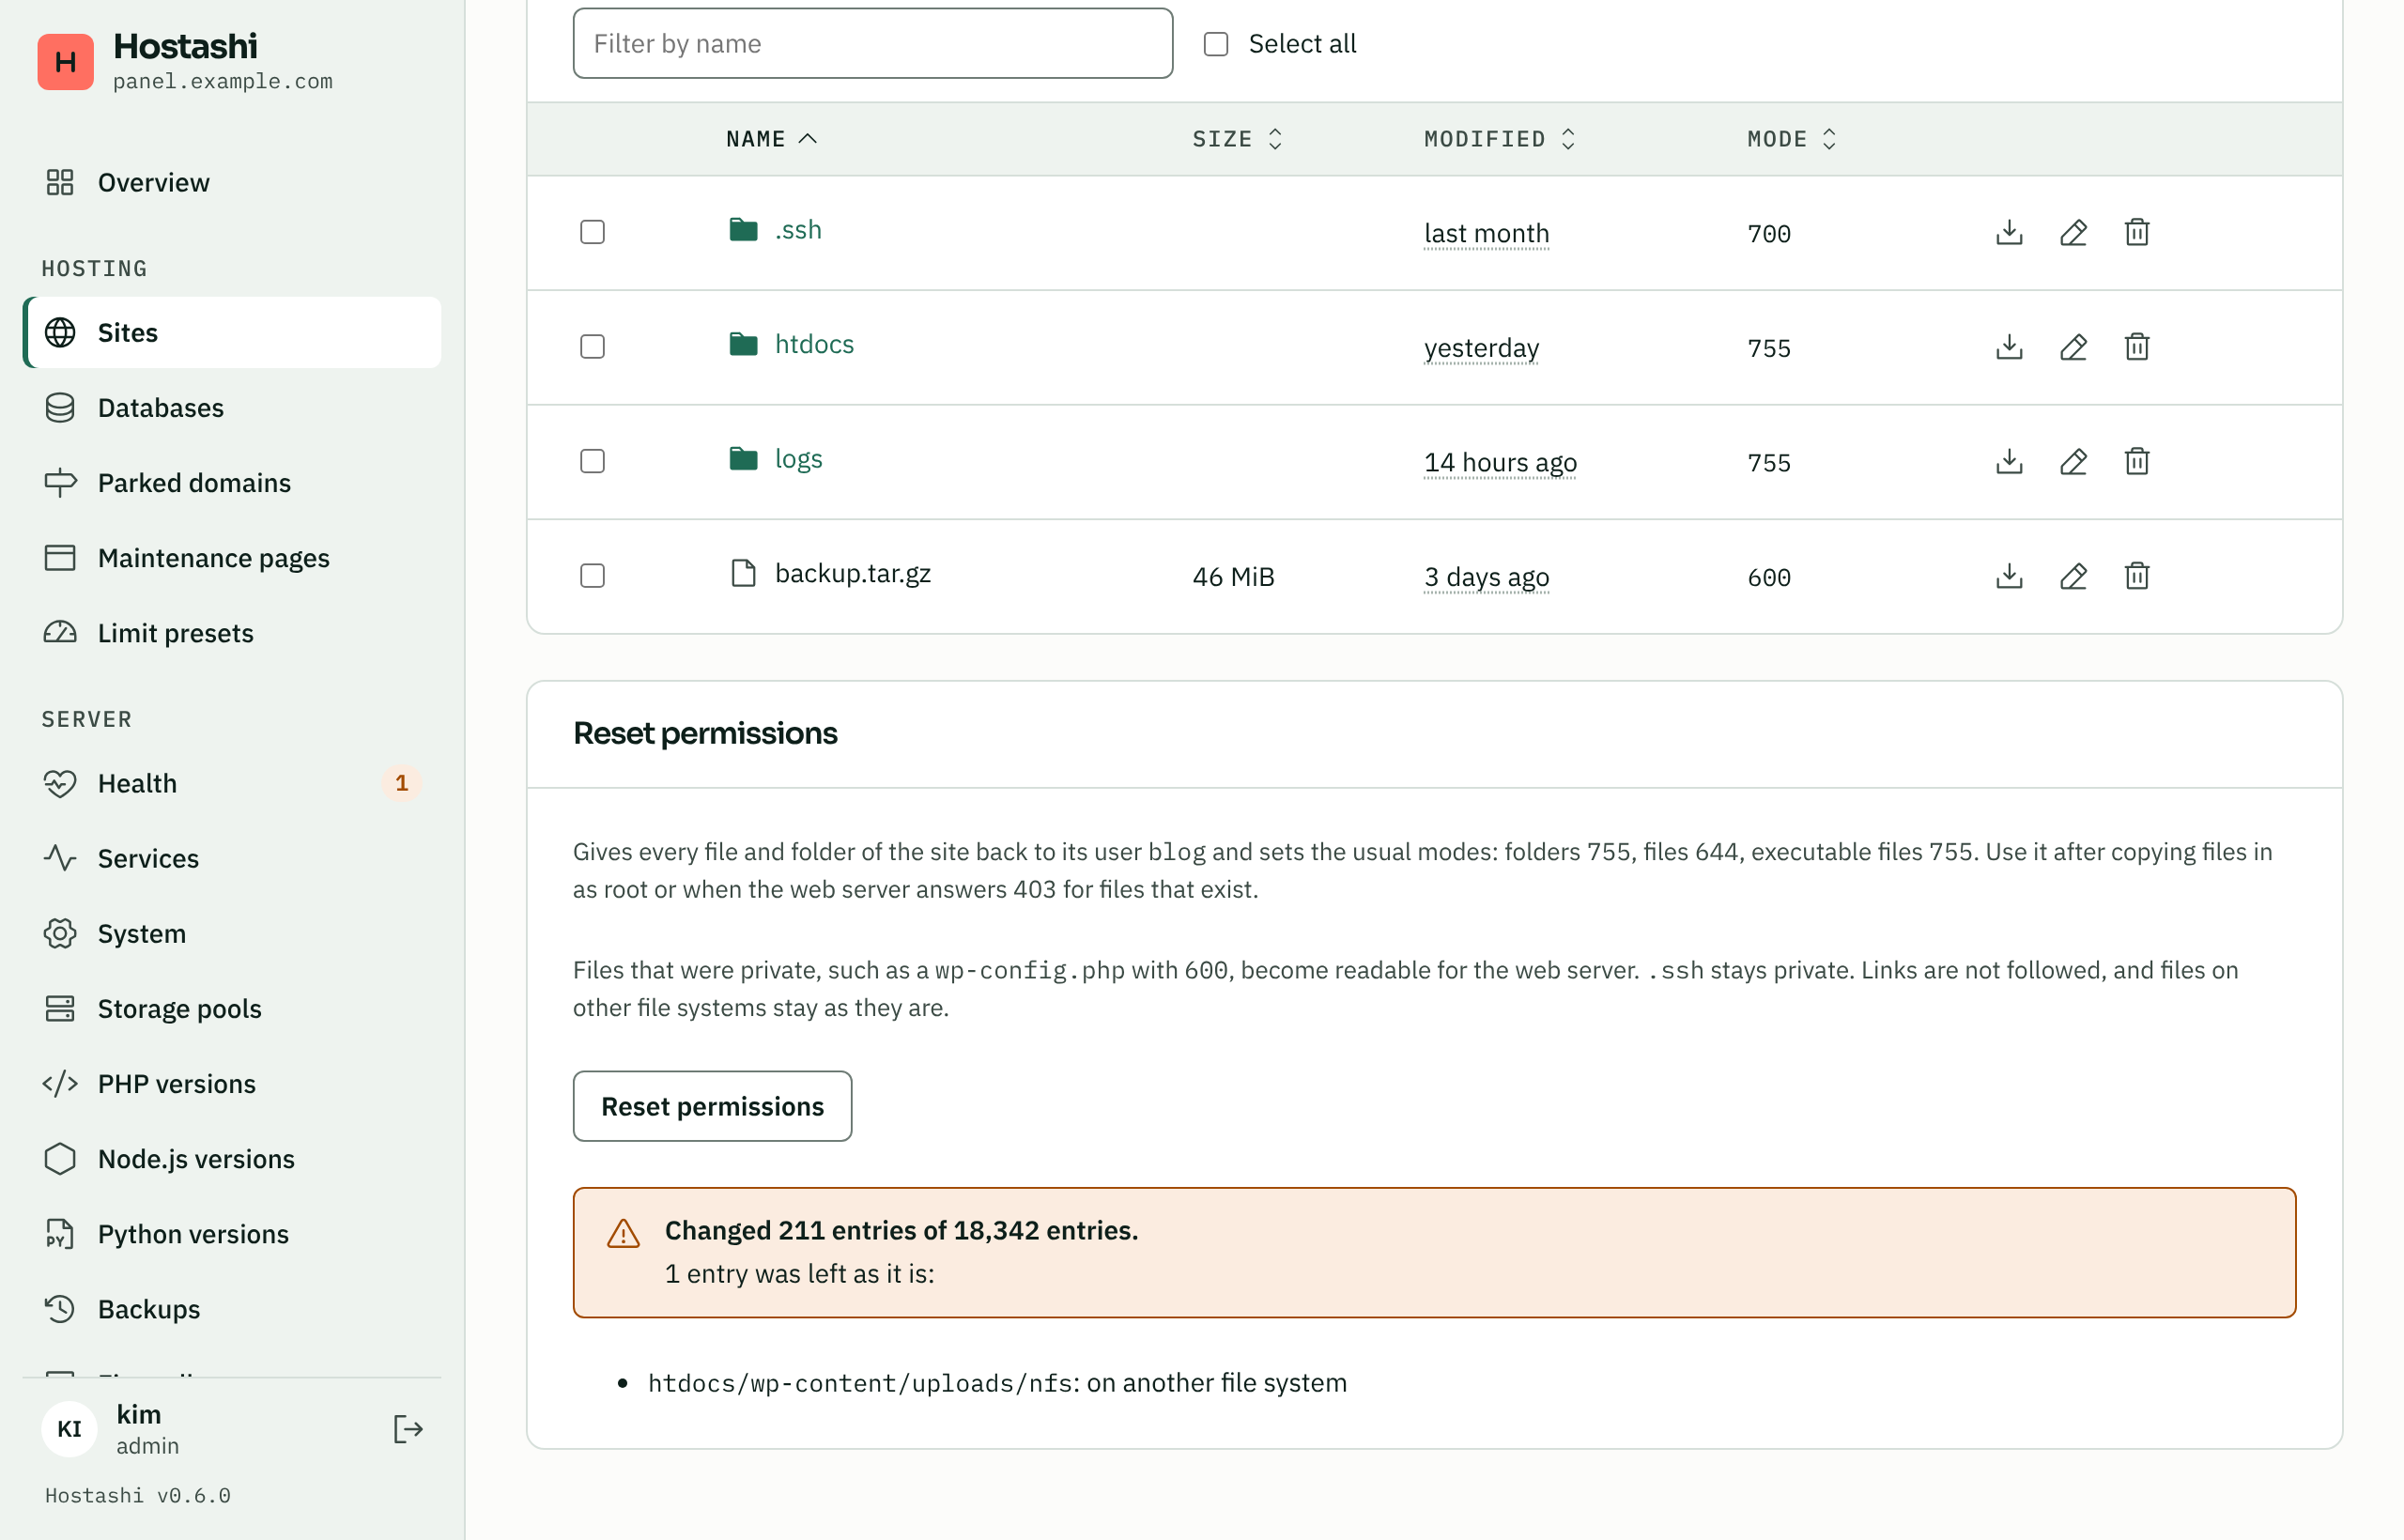 H
Hostashi
panel.example.com
Overview
HOSTING
Sites
Databases
Parked domains
Maintenance pages
Limit presets
SERVER
Health 1
Services
System
Storage pools
PHP versions
Node.js versions
PY Python versions
Backups
KI
kim
admin
Hostashi v0.6.0
Filter by name Select all
NAME SIZE MODIFIED MODE
.ssh last month 700
htdocs yesterday 755
logs 14 hours ago 755
backup.tar.gz 46 MiB 3 days ago 600
Reset permissions
Gives every file and folder of the site back to its user blog and sets the usual modes: folders 755, files 644, executable files 755. Use it after copying files in
as root or when the web server answers 403 for files that exist.
Files that were private, such as a wp-config.php with 600, become readable for the web server. .ssh stays private. Links are not followed, and files on
other file systems stay as they are.
Reset permissions
Changed 211 entries of 18,342 entries.
1 entry was left as it is:
htdocs/wp-content/uploads/nfs: on another file system